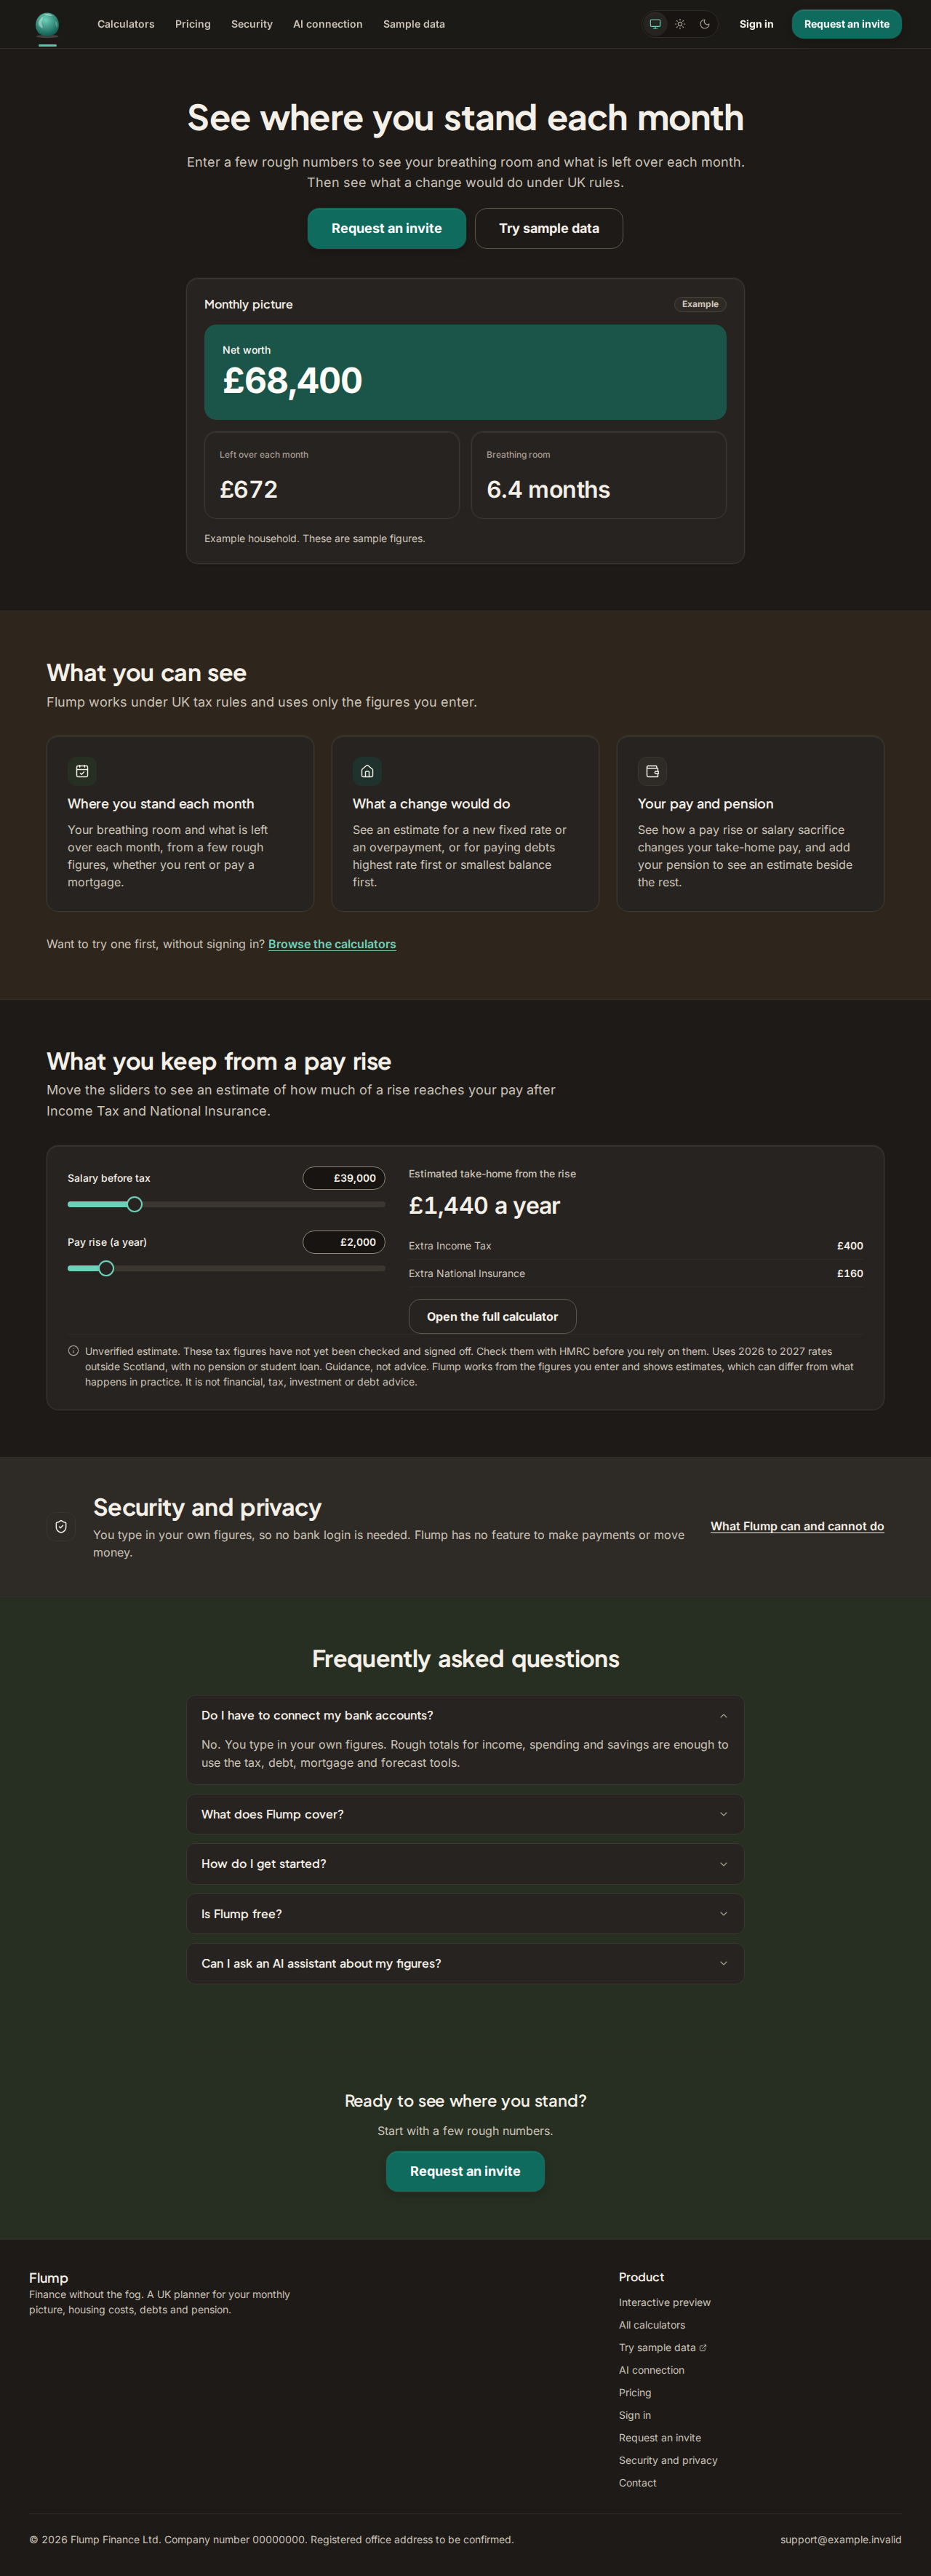 Calculators
Pricing
Security
AI connection
Sample data
Sign in
Request an invite
See where you stand each month
Enter a few rough numbers to see your breathing room and what is left over each month.
Then see what a change would do under UK rules.
Request an invite
Try sample data
Monthly picture
Example
Net worth
£68,400
Left over each month
£672
Breathing room
6.4 months
Example household. These are sample figures.
What you can see
Flump works under UK tax rules and uses only the figures you enter.
Where you stand each month
Your breathing room and what is left
over each month, from a few rough
figures, whether you rent or pay a
mortgage.
What a change would do
See an estimate for a new fixed rate or
an overpayment, or for paying debts
highest rate first or smallest balance
first.
Your pay and pension
See how a pay rise or salary sacrifice
changes your take-home pay, and add
your pension to see an estimate beside
the rest.
Want to try one first, without signing in? Browse the calculators
What you keep from a pay rise
Move the sliders to see an estimate of how much of a rise reaches your pay after
Income Tax and National Insurance.
Salary before tax
£39,000
Pay rise (a year)
£2,000
Estimated take-home from the rise
£1,440 a year
Extra Income Tax
£400
Extra National Insurance
£160
Open the full calculator
Unverified estimate. These tax figures have not yet been checked and signed off. Check them with HMRC before you rely on them. Uses 2026 to 2027 rates
outside Scotland, with no pension or student loan. Guidance, not advice. Flump works from the figures you enter and shows estimates, which can differ from what
happens in practice. It is not financial, tax, investment or debt advice.
Security and privacy
You type in your own figures, so no bank login is needed. Flump has no feature to make payments or move
money.
What Flump can and cannot do
Frequently asked questions
Do I have to connect my bank accounts?
No. You type in your own figures. Rough totals for income, spending and savings are enough to
use the tax, debt, mortgage and forecast tools.
What does Flump cover?
How do I get started?
Is Flump free?
Can I ask an AI assistant about my figures?
Ready to see where you stand?
Start with a few rough numbers.
Request an invite
Flump
Finance without the fog. A UK planner for your monthly
picture, housing costs, debts and pension.
Product
Interactive preview
All calculators
Try sample data
AI connection
Pricing
Sign in
Request an invite
Security and privacy
Contact
© 2026 Flump Finance Ltd. Company number 00000000. Registered office address to be confirmed.
support@example.invalid